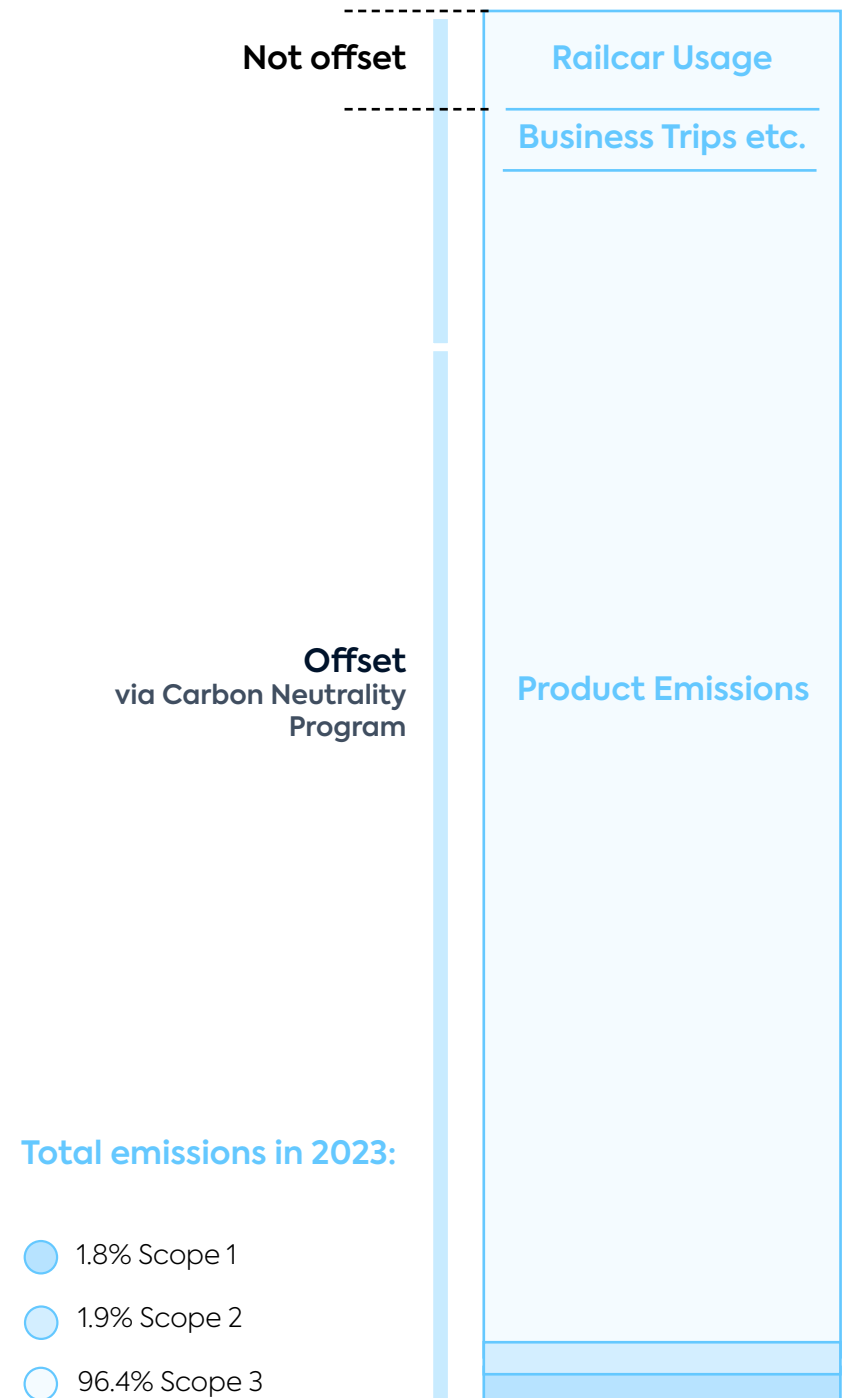 Not offset
Railcar Usage
Business Trips etc.
Offset
via Carbon Neutrality
Program
Product Emissions
Total emissions in 2023:
1.8% Scope 1
1.9% Scope 2
96.4% Scope 3